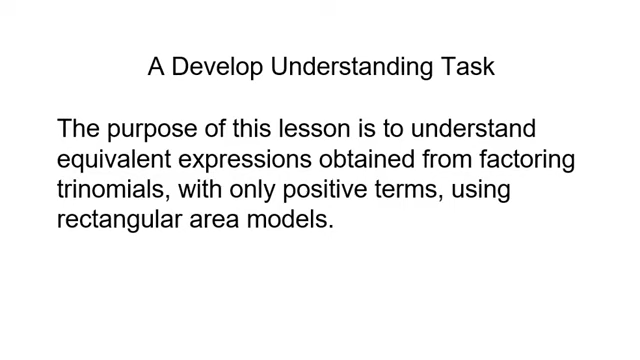 A Develop Understanding Task
The purpose of this lesson is to understand
equivalent expressions obtained from factoring
trinomials, with only positive terms, using
rectangular area models.